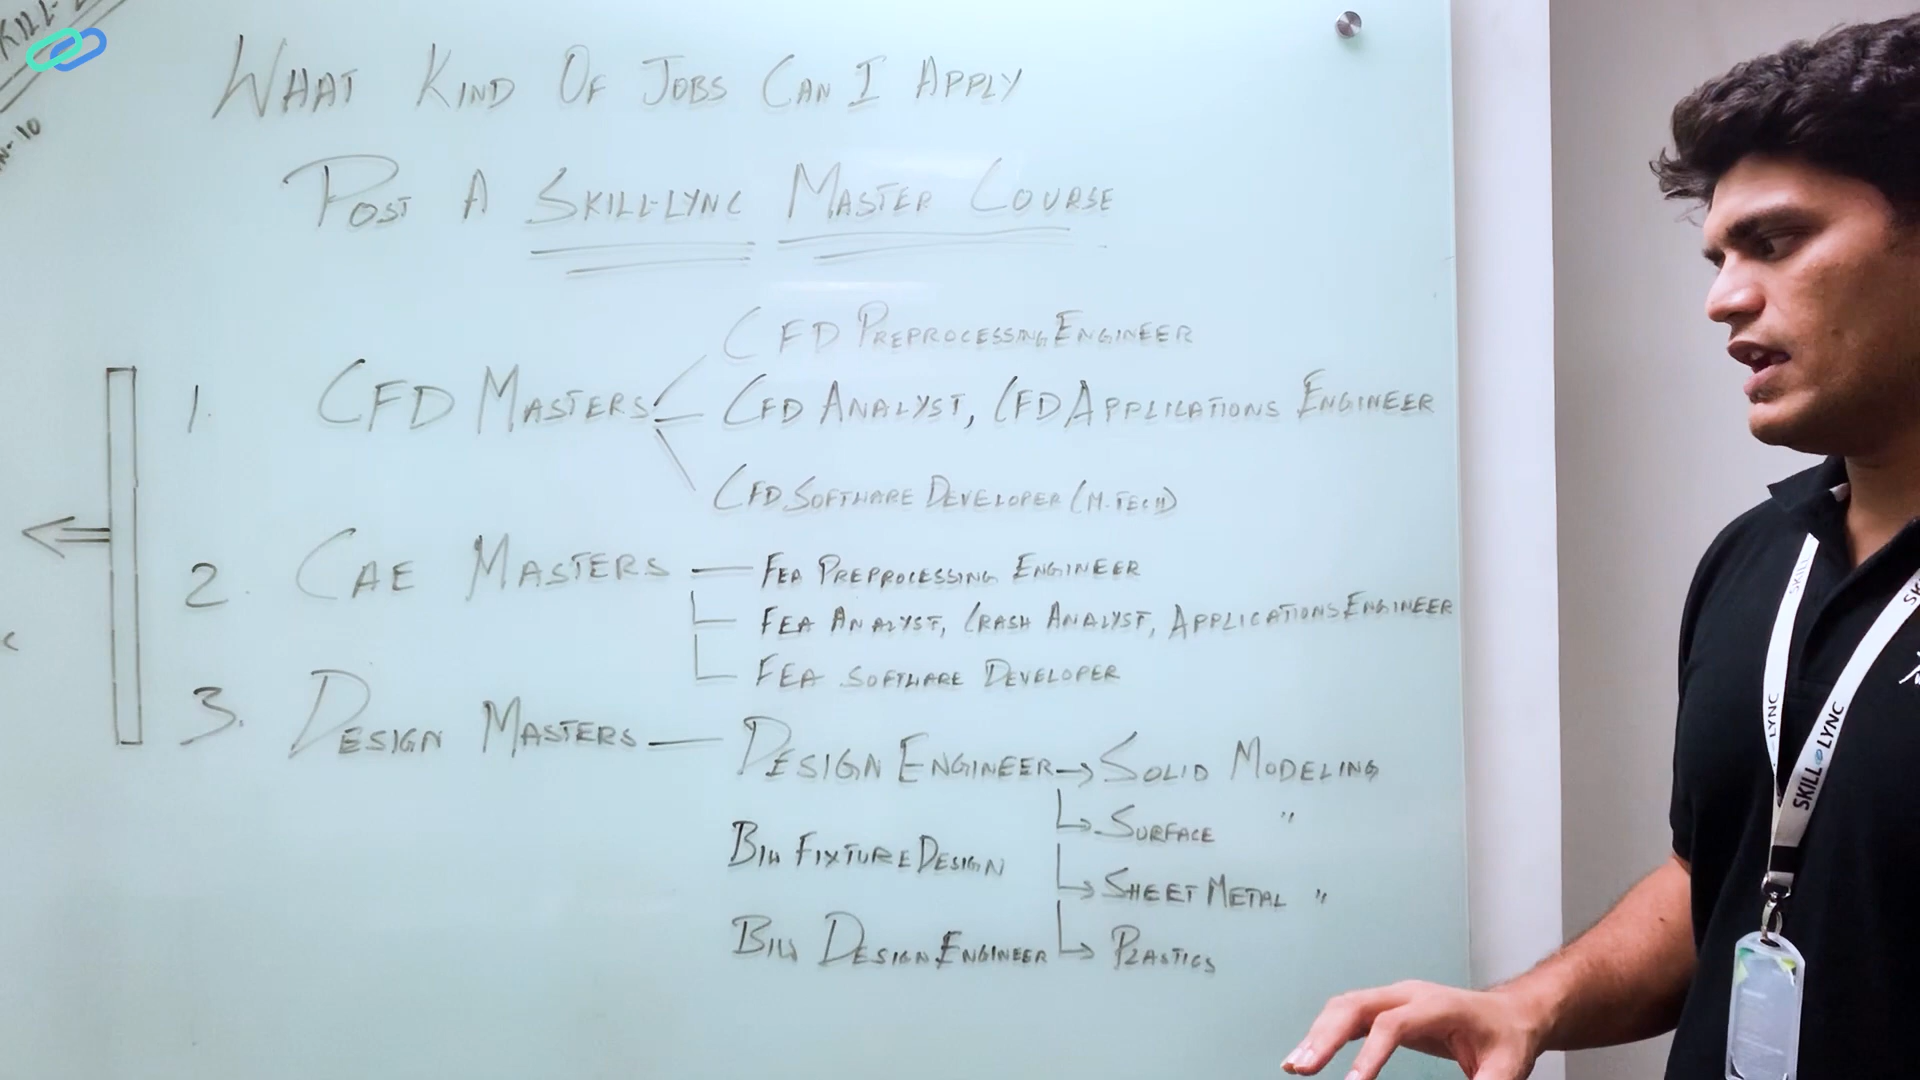 WHAT KIND OF JOBS CAN I APPLY
POST A SKILL-LYNC MASTER COURSE
CFD PREPROCESSING ENGINEER
1. CFD MASTERS CFD ANALYST, CFD APPLICATIONS ENGINEER
CFD SOFTWARE DEVELOPER (M.TECH)
2. CAE MASTERS FEA PREPROCESSING ENGINEER
FEA ANALYST, CRASH ANALYST, APPLICATIONS ENGINEER
FEA SOFTWARE DEVELOPER
3. DESIGN MASTERS DESIGN ENGINEER → SOLID MODELING
SURFACE "
BIW FIXTURE DESIGN
SHEET METAL "
BIW DESIGN ENGINEER PLASTICS
SKILL
LYNC
SKILL LYNC
SK